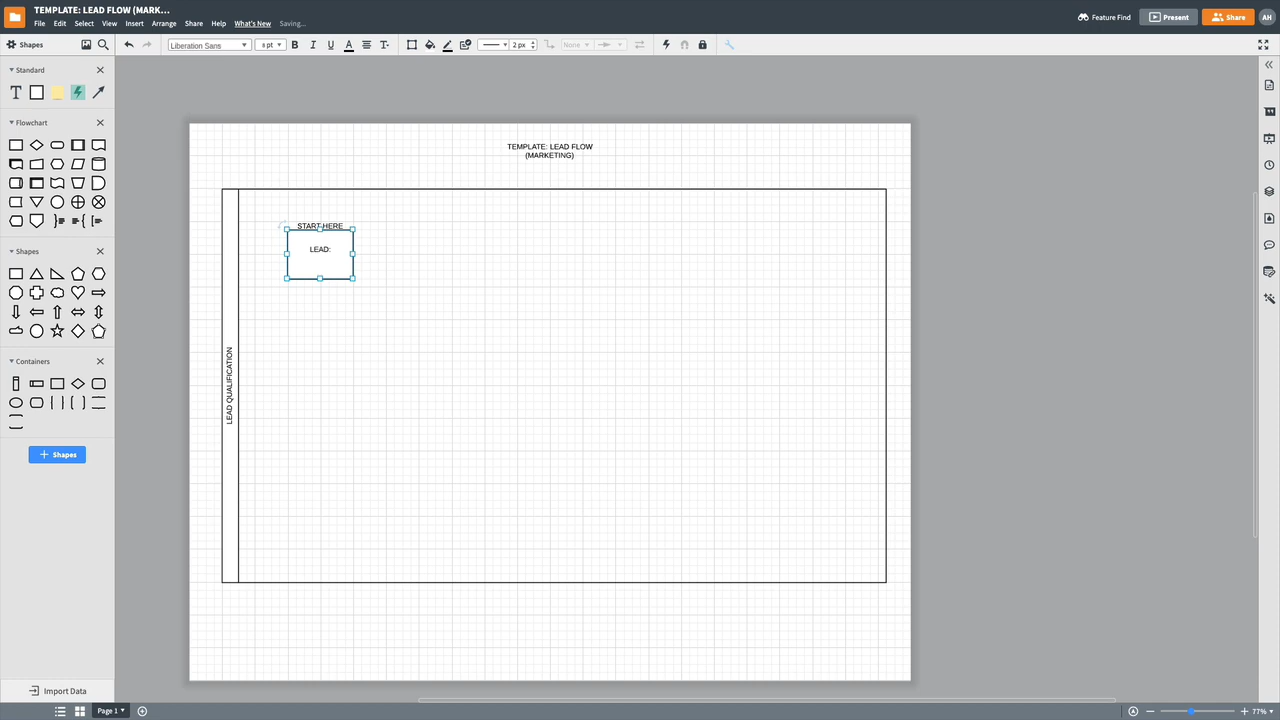 TEMPLATE: LEAD FLOW (MARK...
File Edit Select View Insert Arrange Share Help What's New Saving...
Feature Find
Present
Share
AH
Shapes
Liberation Sans
8 pt
B I U A T
2 px
None
Standard
T
Flowchart
Shapes
Containers
+ Shapes
Import Data
TEMPLATE: LEAD FLOW
(MARKETING)
START HERE
LEAD:
LEAD QUALIFICATION
Page 1
77%